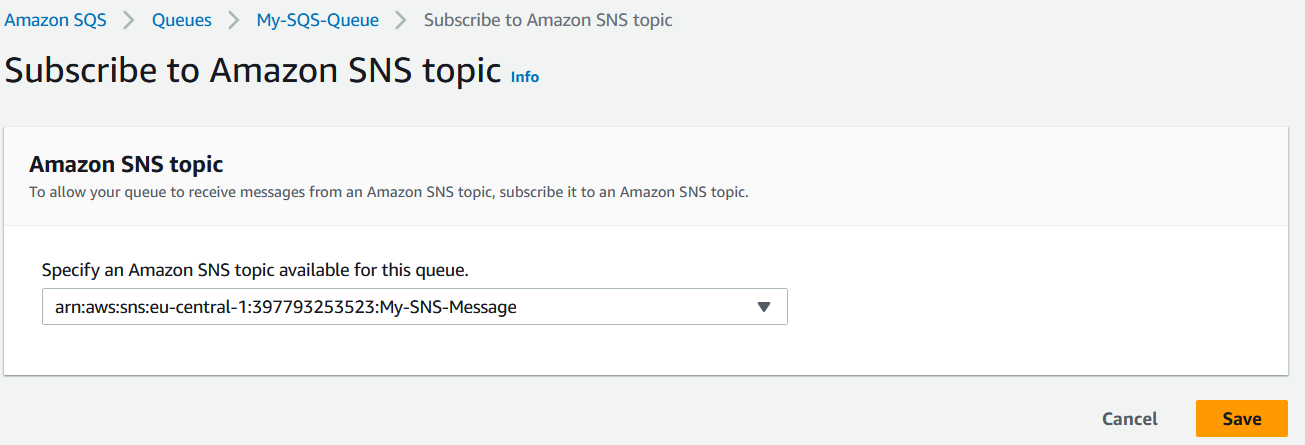 Amazon SQS > Queues > My-SQS-Queue > Subscribe to Amazon SNS topic
Subscribe to Amazon SNS topic Info
Amazon SNS topic
To allow your queue to receive messages from an Amazon SNS topic, subscribe it to an Amazon SNS topic.
Specify an Amazon SNS topic available for this queue.
arn:aws:sns:eu-central-1:397793253523:My-SNS-Message
Cancel Save